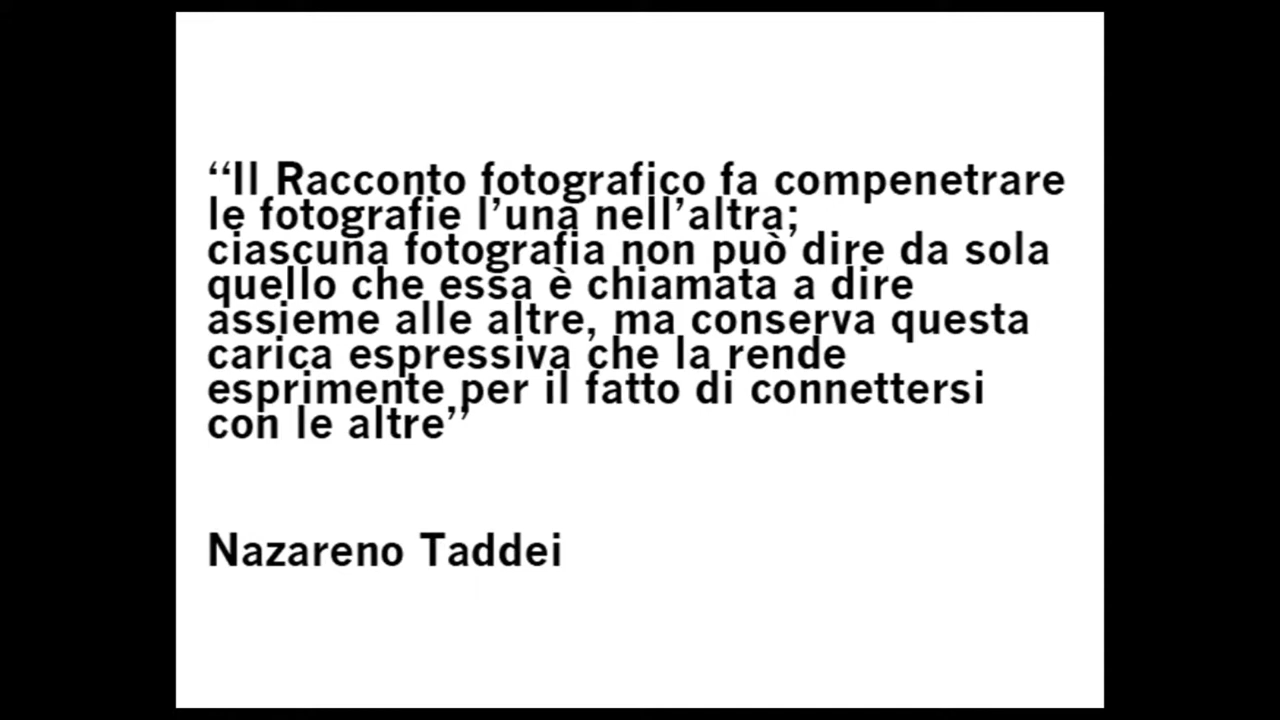 “Il Racconto fotografico fa compenetrare
le fotografie l’una nell’altra;
ciascuna fotografia non può dire da sola
quello che essa è chiamata a dire
assieme alle altre, ma conserva questa
carica espressiva che la rende
esprimente per il fatto di connettersi
con le altre”
Nazareno Taddei